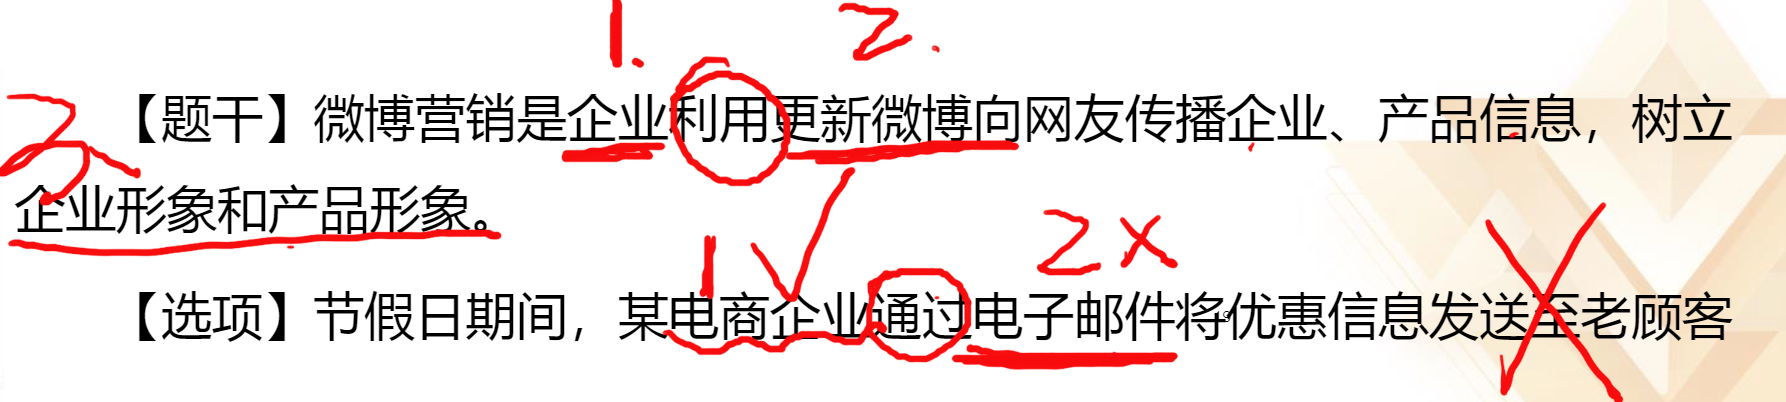 1. 2.
【题干】微博营销是企业利用更新微博向网友传播企业、产品信息，树立
3
企业形象和产品形象。
1√ 2×
【选项】节假日期间，某电商企业通过电子邮件将优惠信息发送至老顾客